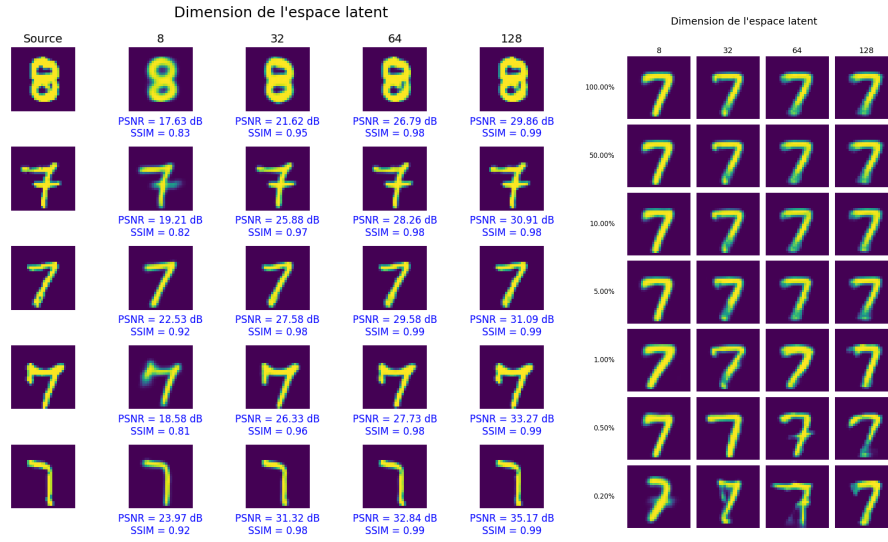 Dimension de l'espace latent
Source 8 32 64 128
PSNR = 17.63 dB PSNR = 21.62 dB PSNR = 26.79 dB PSNR = 29.86 dB
SSIM = 0.83 SSIM = 0.95 SSIM = 0.98 SSIM = 0.99
PSNR = 19.21 dB PSNR = 25.88 dB PSNR = 28.26 dB PSNR = 30.91 dB
SSIM = 0.82 SSIM = 0.97 SSIM = 0.98 SSIM = 0.98
PSNR = 22.53 dB PSNR = 27.58 dB PSNR = 29.58 dB PSNR = 31.09 dB
SSIM = 0.92 SSIM = 0.98 SSIM = 0.99 SSIM = 0.99
PSNR = 18.58 dB PSNR = 26.33 dB PSNR = 27.73 dB PSNR = 33.27 dB
SSIM = 0.81 SSIM = 0.96 SSIM = 0.98 SSIM = 0.99
PSNR = 23.97 dB PSNR = 31.32 dB PSNR = 32.84 dB PSNR = 35.17 dB
SSIM = 0.92 SSIM = 0.98 SSIM = 0.99 SSIM = 0.99
Dimension de l'espace latent
8 32 64 128
100.00%
50.00%
10.00%
5.00%
1.00%
0.50%
0.20%